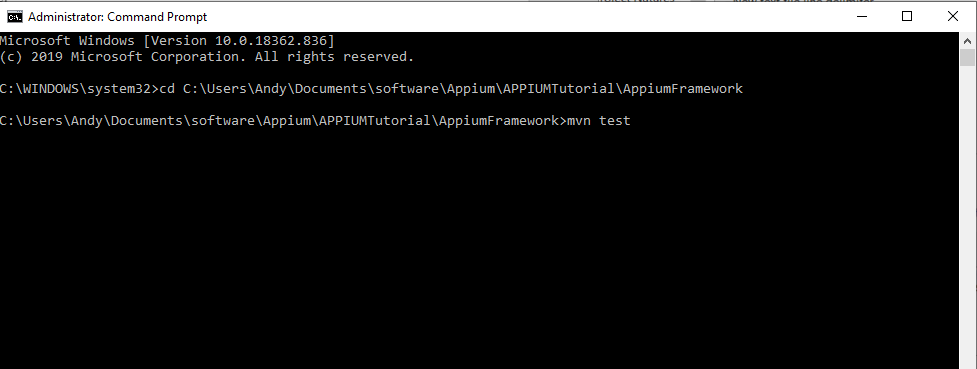 Administrator: Command Prompt
Microsoft Windows [Version 10.0.18362.836]
(c) 2019 Microsoft Corporation. All rights reserved.
C:\WINDOWS\system32>cd C:\Users\Andy\Documents\software\Appium\APPIUMTutorial\AppiumFramework
C:\Users\Andy\Documents\software\Appium\APPIUMTutorial\AppiumFramework>mvn test